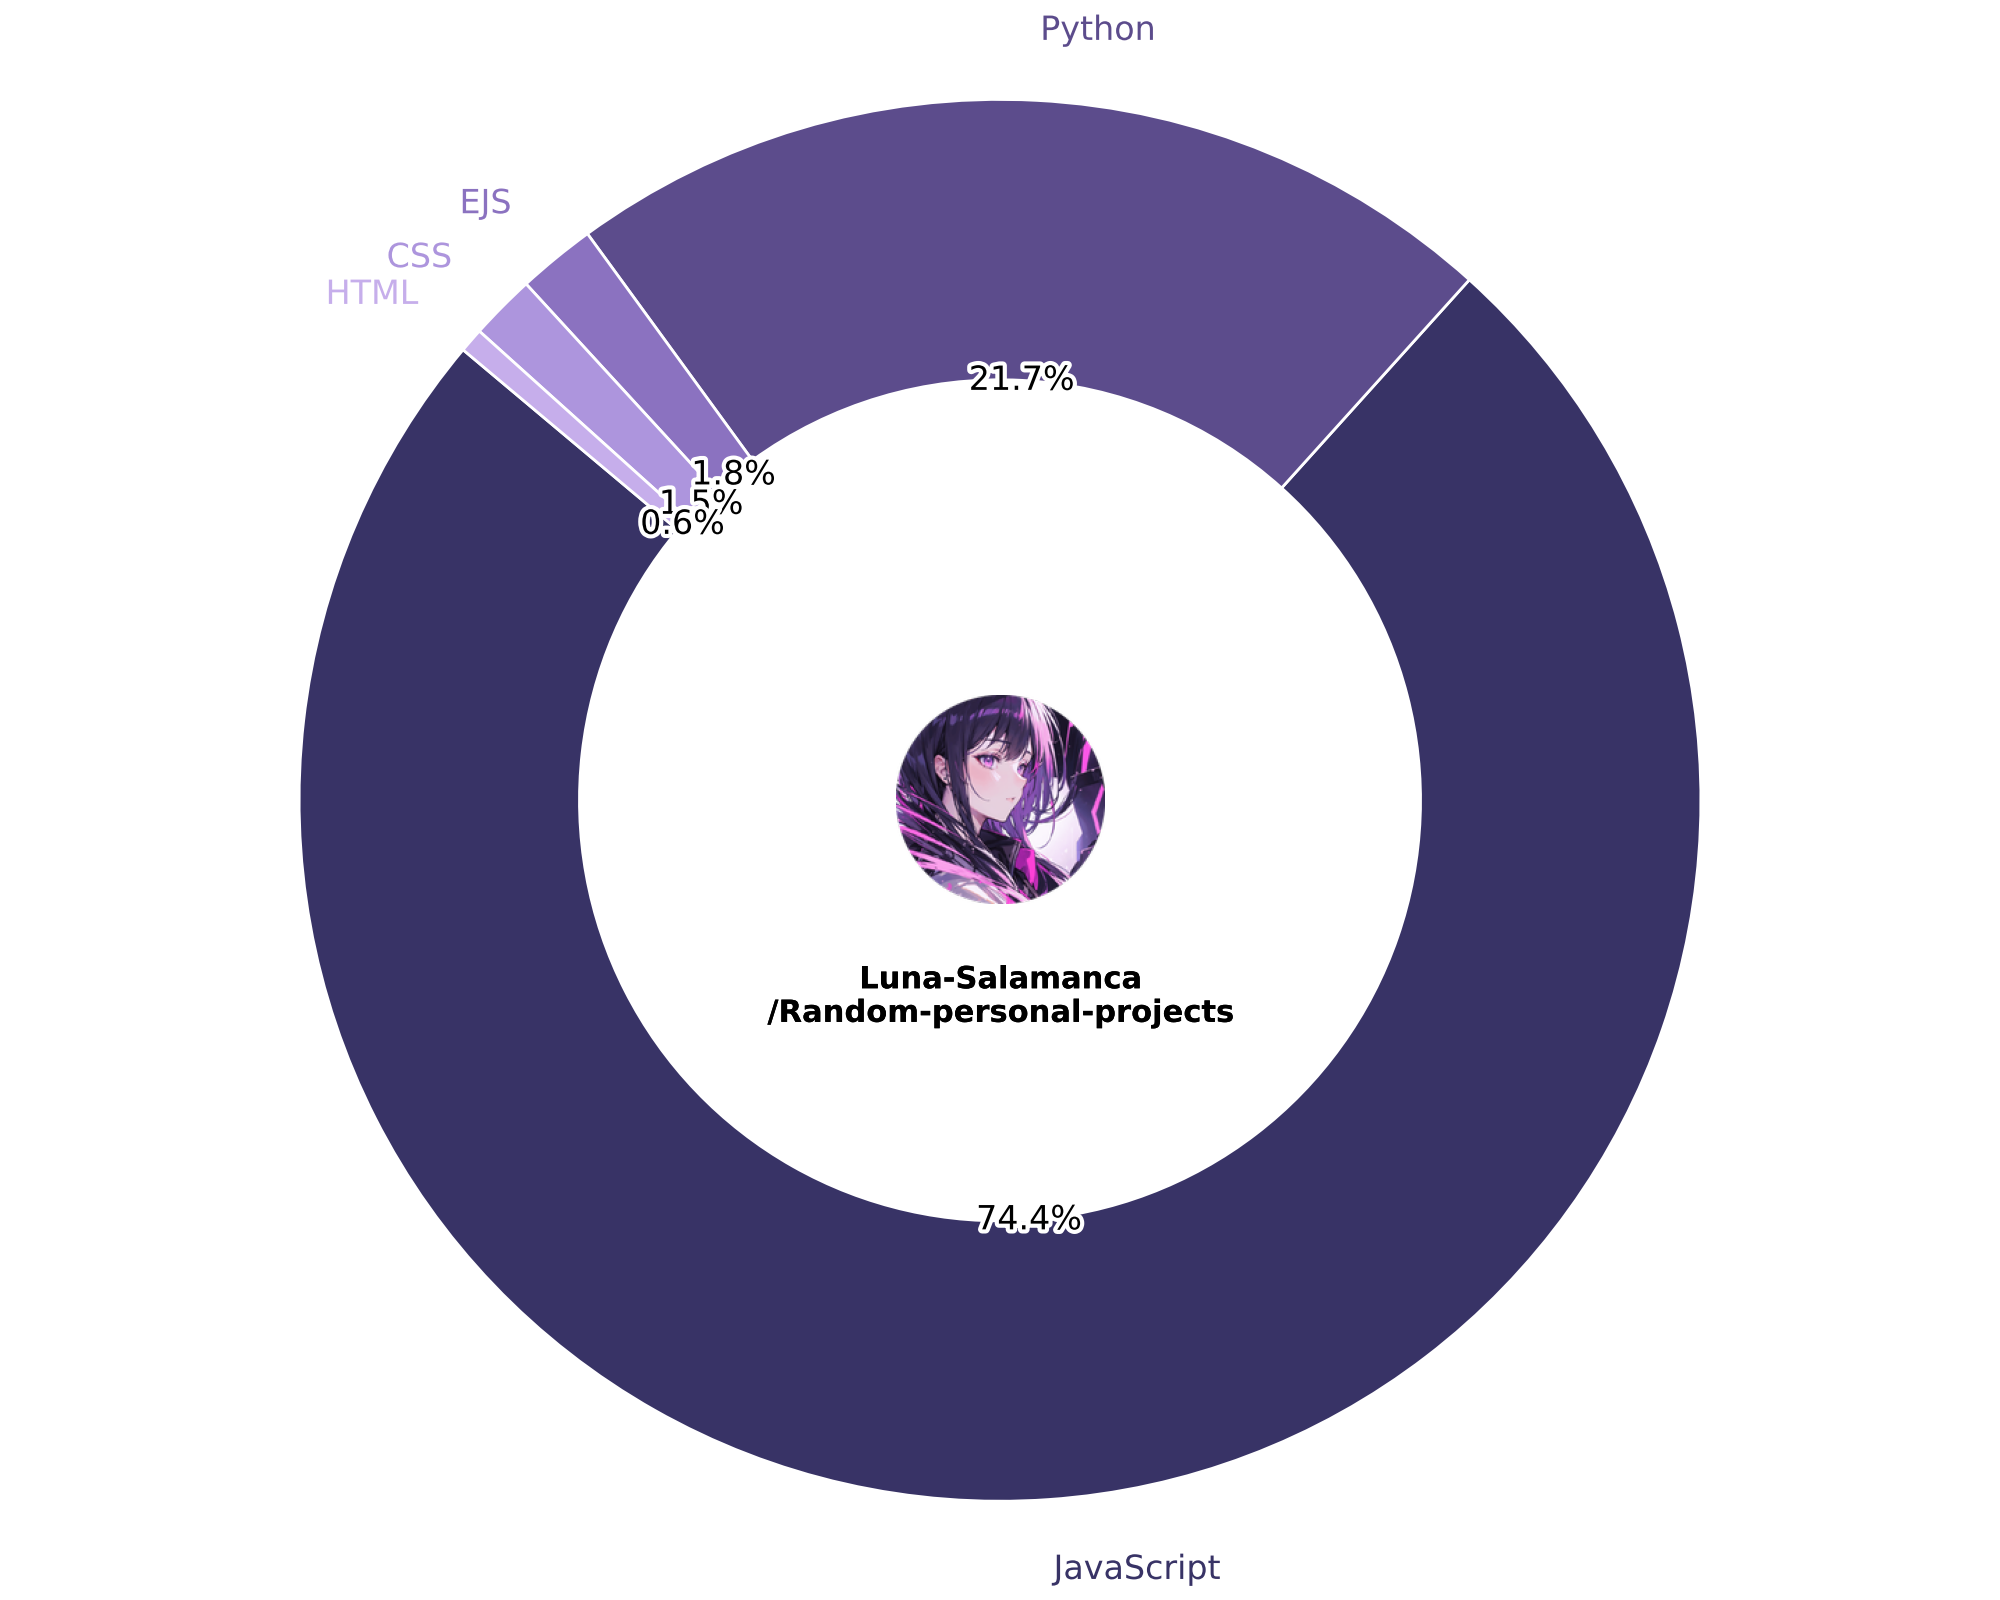 Python
EJS
CSS
HTML
21.7%
1.8%
1.5%
0.6%
Luna-Salamanca
/Random-personal-projects
74.4%
JavaScript